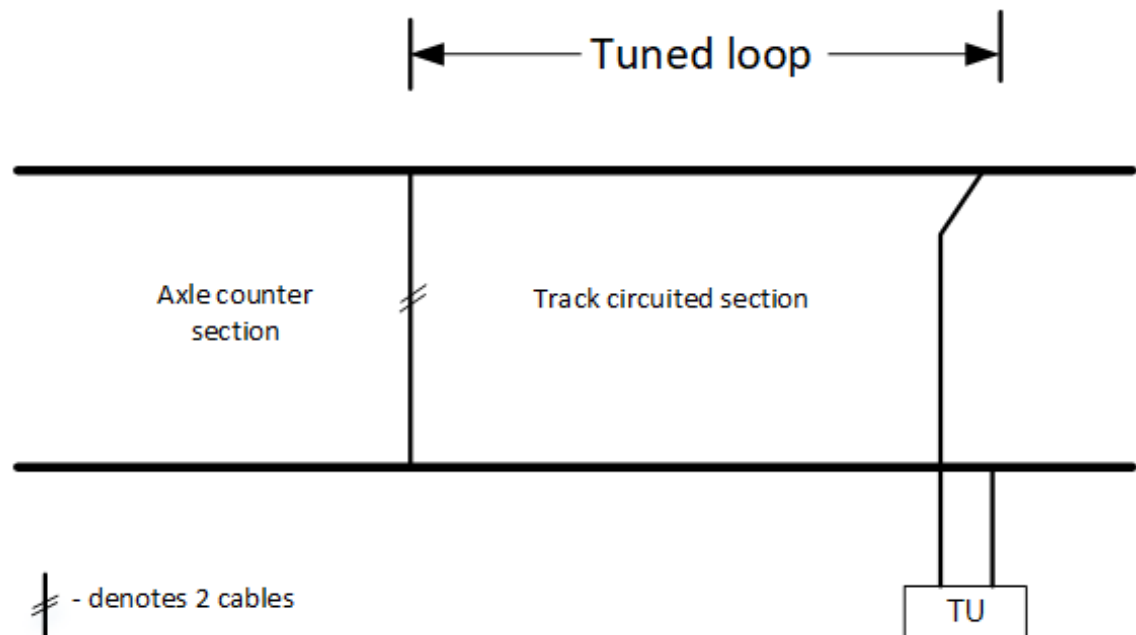 Tuned loop
Axle counter
section
Track circuited section
- denotes 2 cables
TU